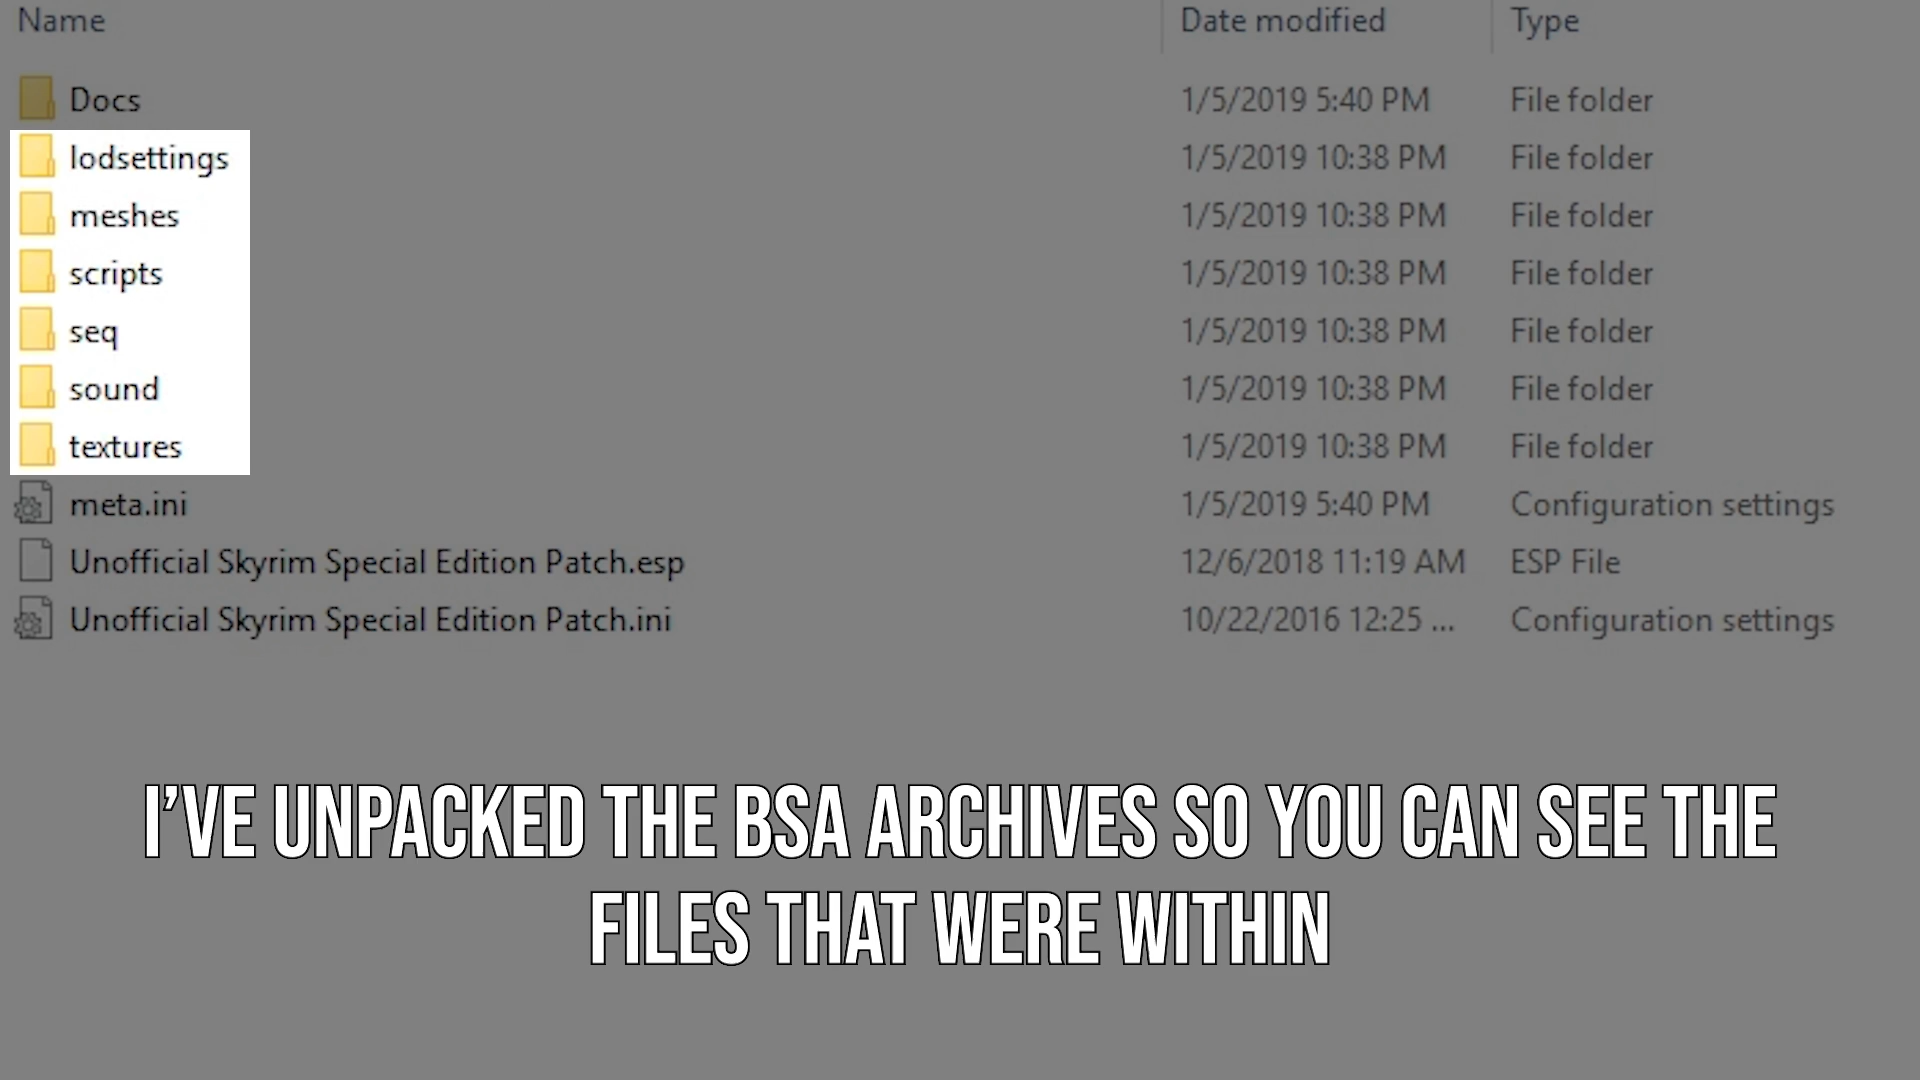 Name Date modified Type
Docs 1/5/2019 5:40 PM File folder
lodsettings 1/5/2019 10:38 PM File folder
meshes 1/5/2019 10:38 PM File folder
scripts 1/5/2019 10:38 PM File folder
seq 1/5/2019 10:38 PM File folder
sound 1/5/2019 10:38 PM File folder
textures 1/5/2019 10:38 PM File folder
meta.ini 1/5/2019 5:40 PM Configuration settings
Unofficial Skyrim Special Edition Patch.esp 12/6/2018 11:19 AM ESP File
Unofficial Skyrim Special Edition Patch.ini 10/22/2016 12:25 ... Configuration settings
I’VE UNPACKED THE BSA ARCHIVES SO YOU CAN SEE THE
FILES THAT WERE WITHIN